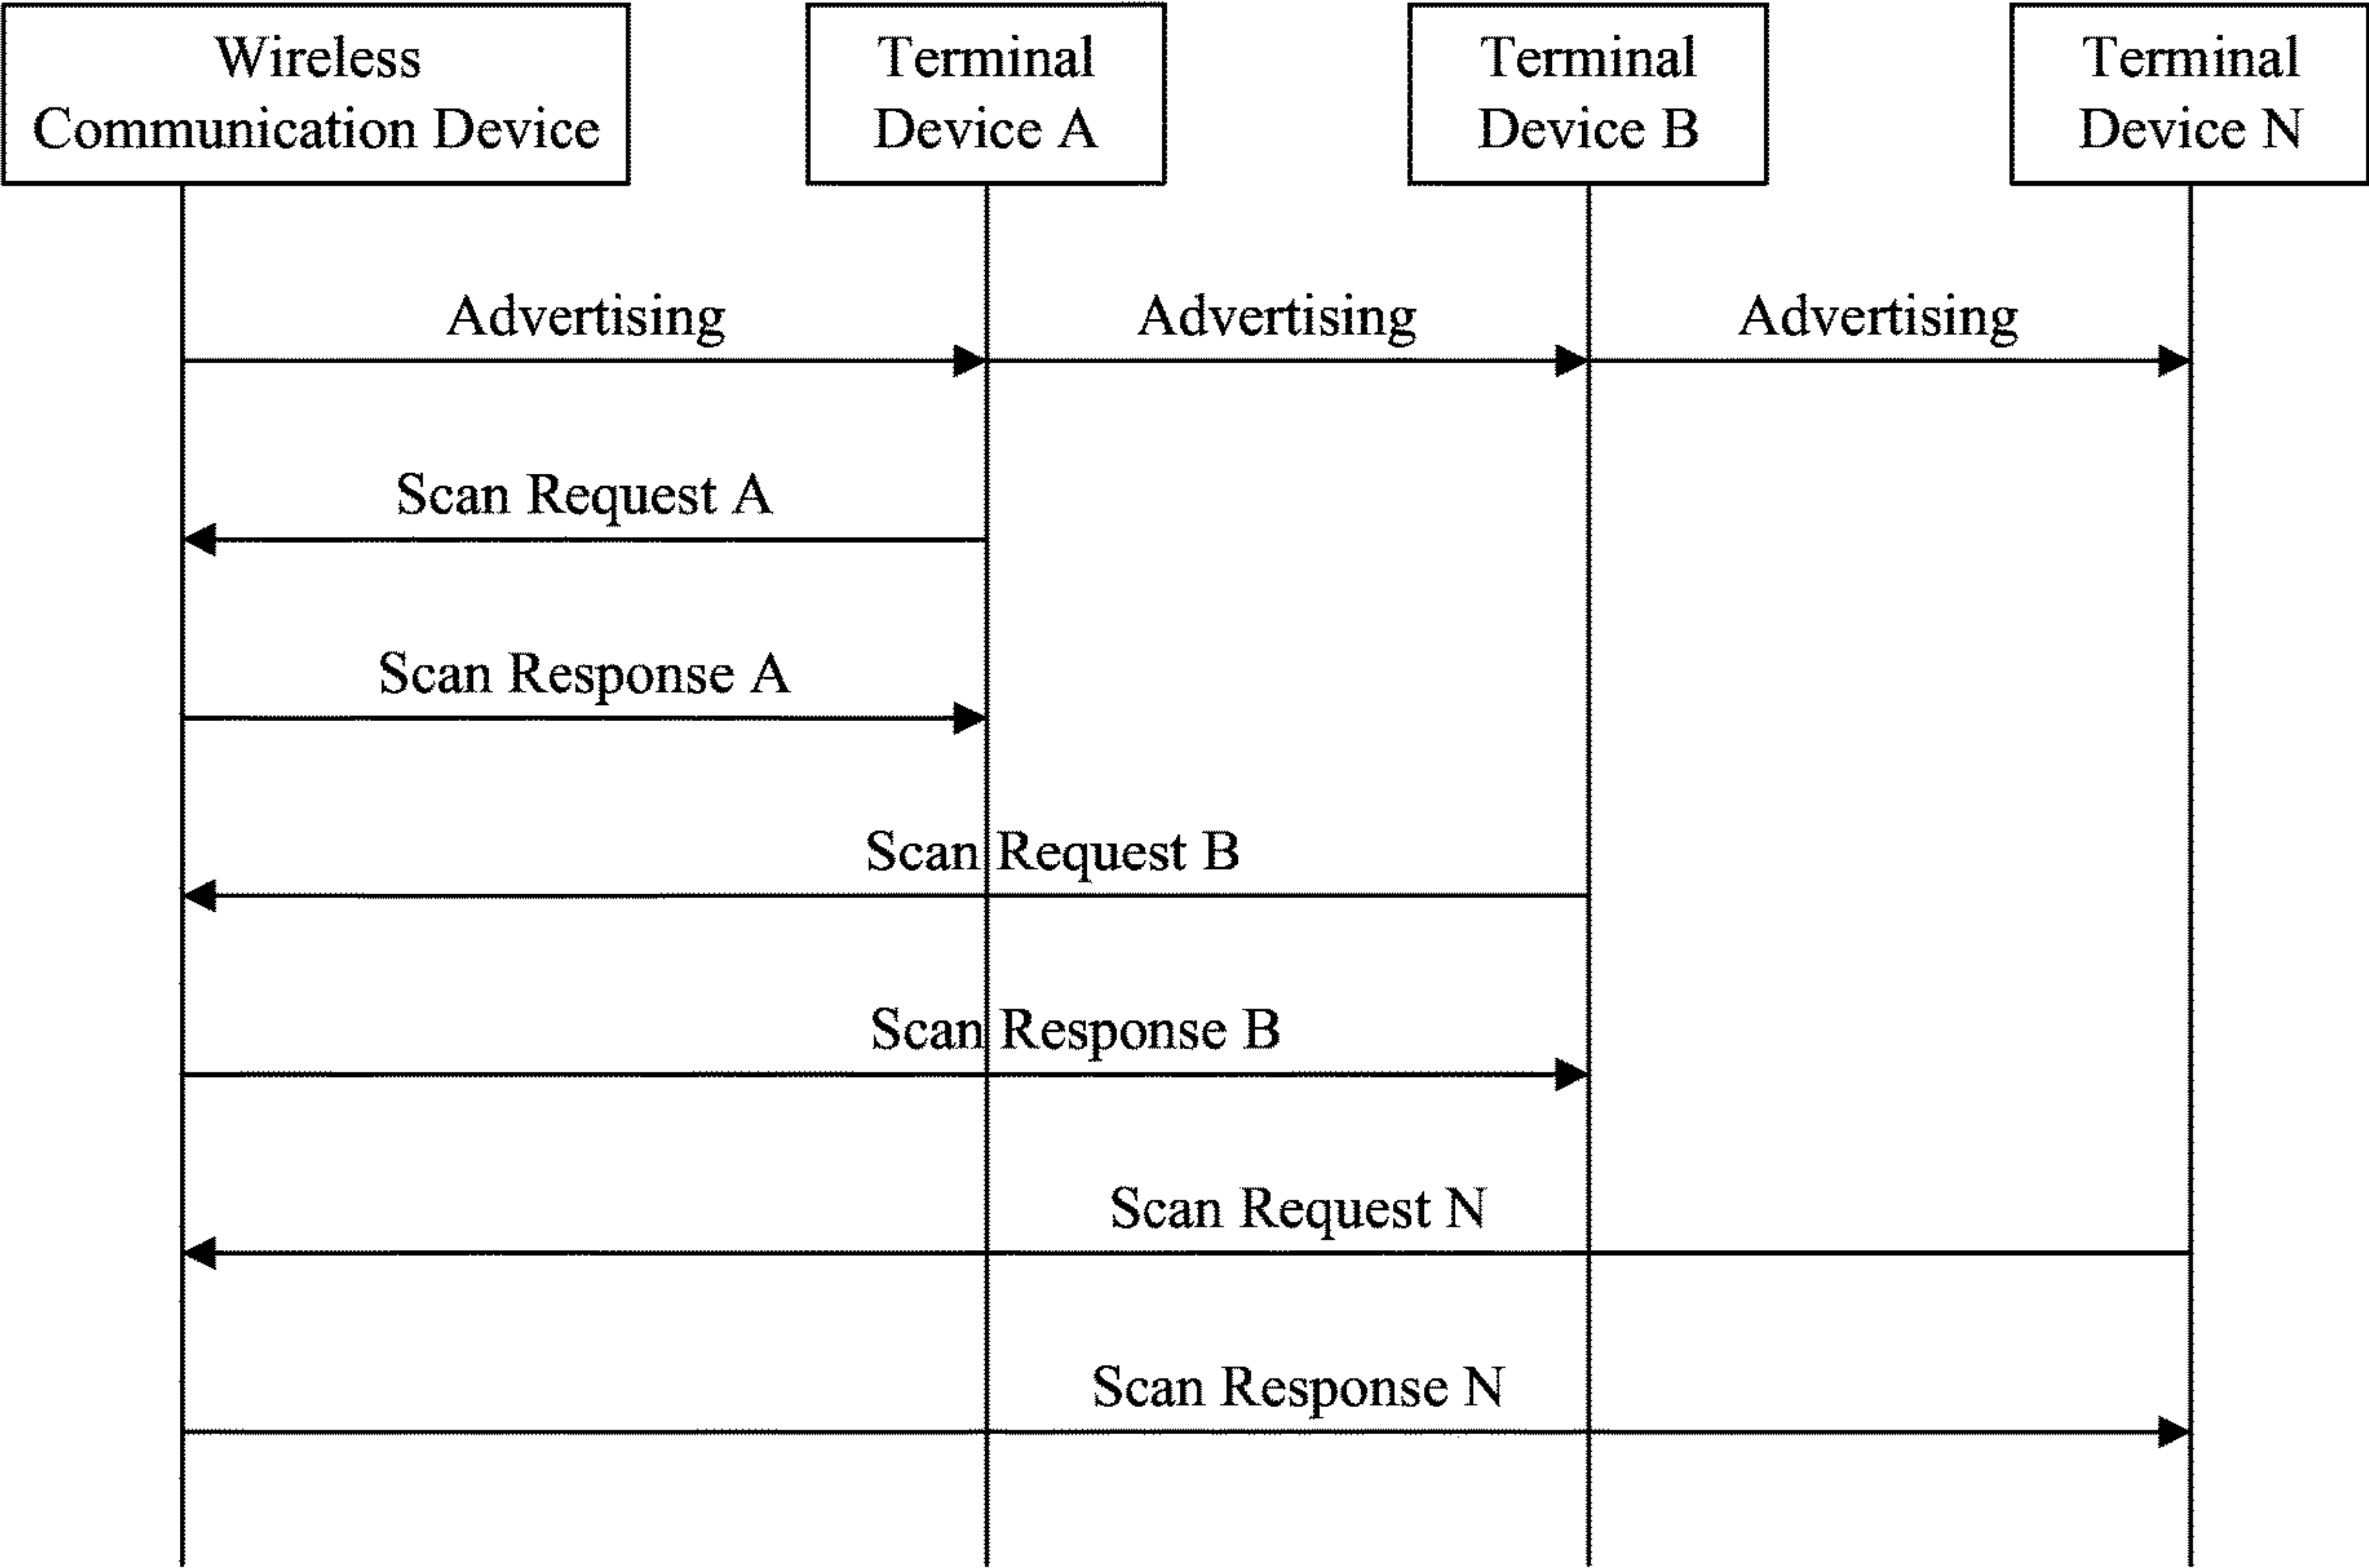 Wireless
Communication Device
Terminal
Device A
Terminal
Device B
Terminal
Device N
Advertising
Advertising
Advertising
Scan Request A
Scan Response A
Scan Request B
Scan Response B
Scan Request N
Scan Response N